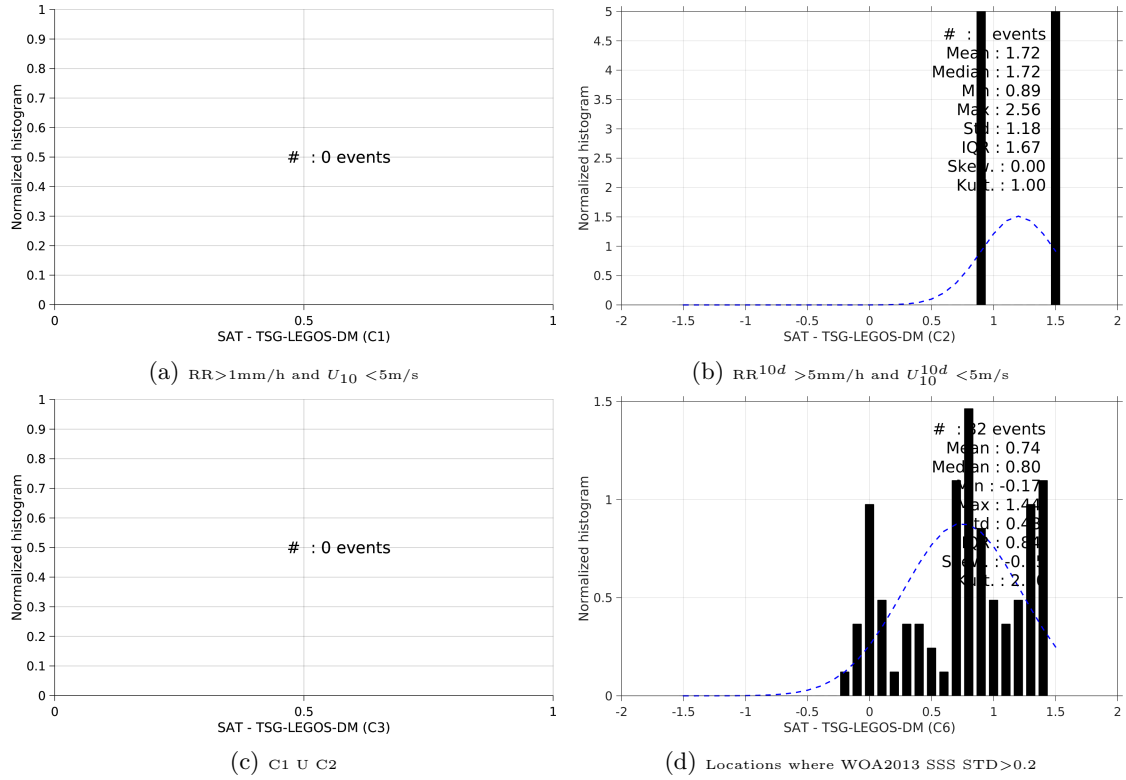 1
0.9
0.8
0.7
0.6
0.5
0.4
0.3
0.2
0.1
0
Normalized histogram
# : 0 events
0 0.5 1
SAT - TSG-LEGOS-DM (C1)
(a) RR>1mm/h and U10 <5m/s
5
4.5
4
3.5
3
2.5
2
1.5
1
0.5
0
Normalized histogram
# : events
Mean : 1.72
Median : 1.72
Min : 0.89
Max : 2.56
Std : 1.18
IQR : 1.67
Skew. : 0.00
Kurt. : 1.00
-2 -1.5 -1 -0.5 0 0.5 1 1.5 2
SAT - TSG-LEGOS-DM (C2)
(b) RR10d >5mm/h and U10d10 <5m/s
1
0.9
0.8
0.7
0.6
0.5
0.4
0.3
0.2
0.1
0
Normalized histogram
# : 0 events
0 0.5 1
SAT - TSG-LEGOS-DM (C3)
(c) C1 U C2
1.5
1
0.5
0
Normalized histogram
# : 82 events
Mean : 0.74
Median : 0.80
Min : -0.17
Max : 1.44
Std :
IQR :
Skew. :
Kurt. :
-2 -1.5 -1 -0.5 0 0.5 1 1.5 2
SAT - TSG-LEGOS-DM (C6)
(d) Locations where WOA2013 SSS STD>0.2